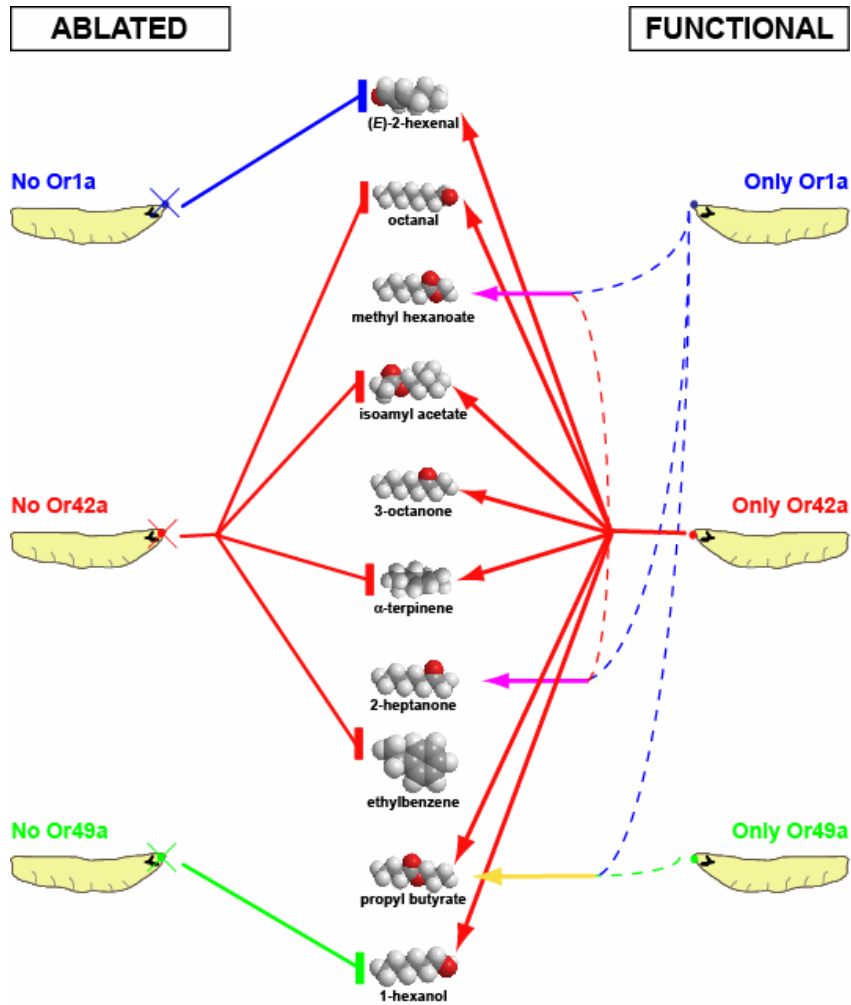 ABLATED
FUNCTIONAL
(E)-2-hexenal
No Or1a
Only Or1a
octanal
methyl hexanoate
isoamyl acetate
No Or42a
3-octanone
Only Or42a
α-terpinene
2-heptanone
ethylbenzene
No Or49a
Only Or49a
propyl butyrate
1-hexanol